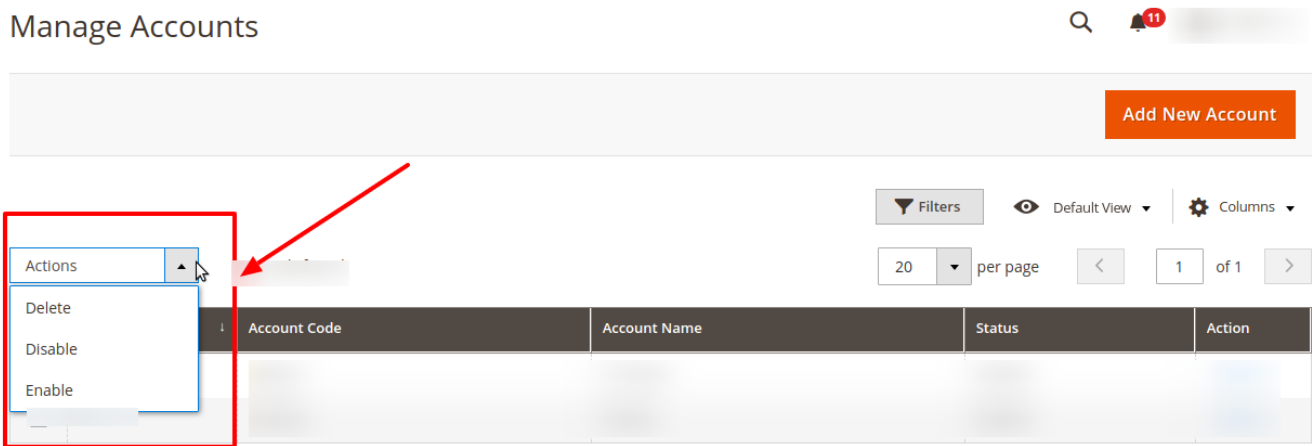 Manage Accounts
11
Add New Account
Filters
Default View
Columns
Actions
20
per page
1
of 1
Delete
Disable
Enable
Account Code
Account Name
Status
Action